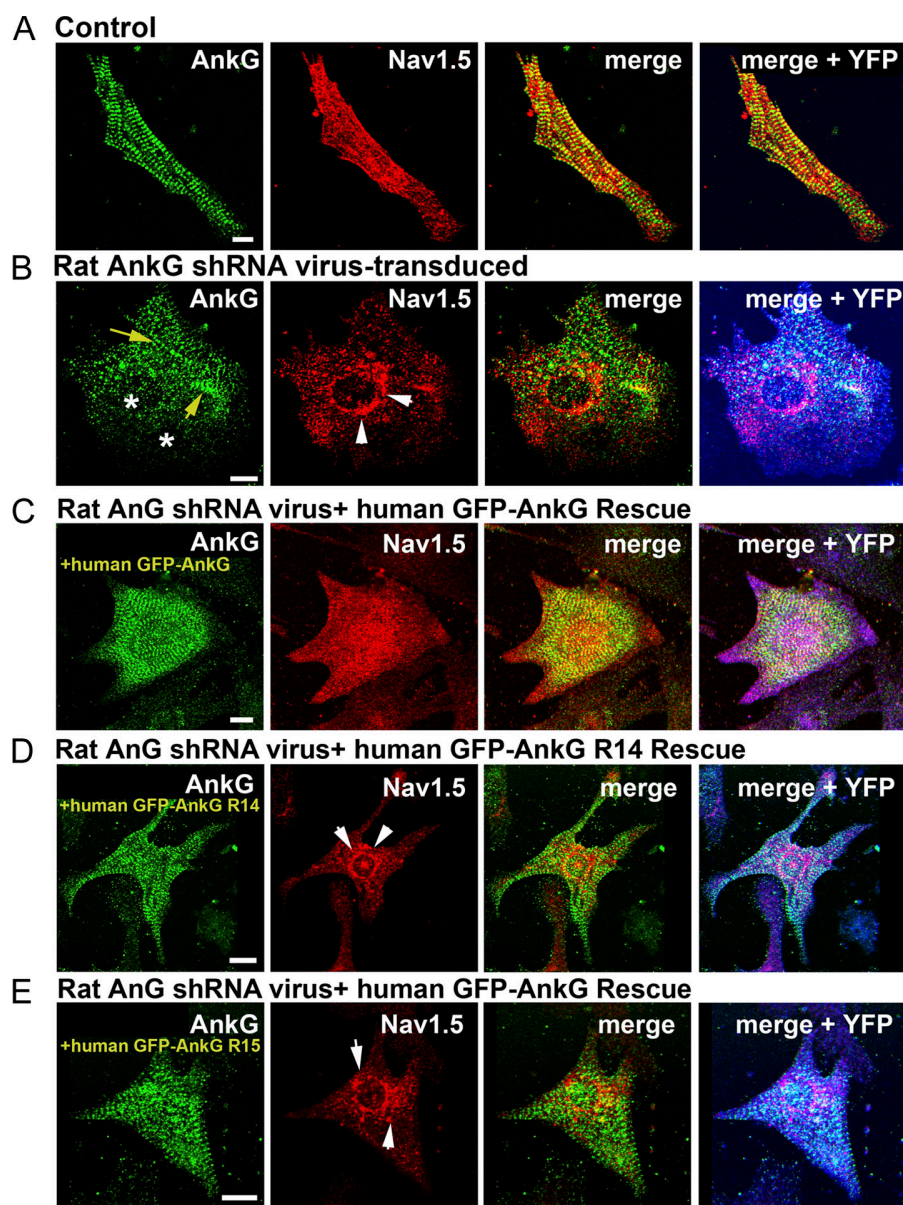 A Control
AnkG Nav1.5 merge merge + YFP
B Rat AnkG shRNA virus-transduced
AnkG Nav1.5 merge merge + YFP
* *
C Rat AnG shRNA virus+ human GFP-AnkG Rescue
AnkG Nav1.5 merge merge + YFP
+human GFP-AnkG
D Rat AnG shRNA virus+ human GFP-AnkG R14 Rescue
AnkG Nav1.5 merge merge + YFP
+human GFP-AnkG R14
E Rat AnG shRNA virus+ human GFP-AnkG Rescue
AnkG Nav1.5 merge merge + YFP
+human GFP-AnkG R15